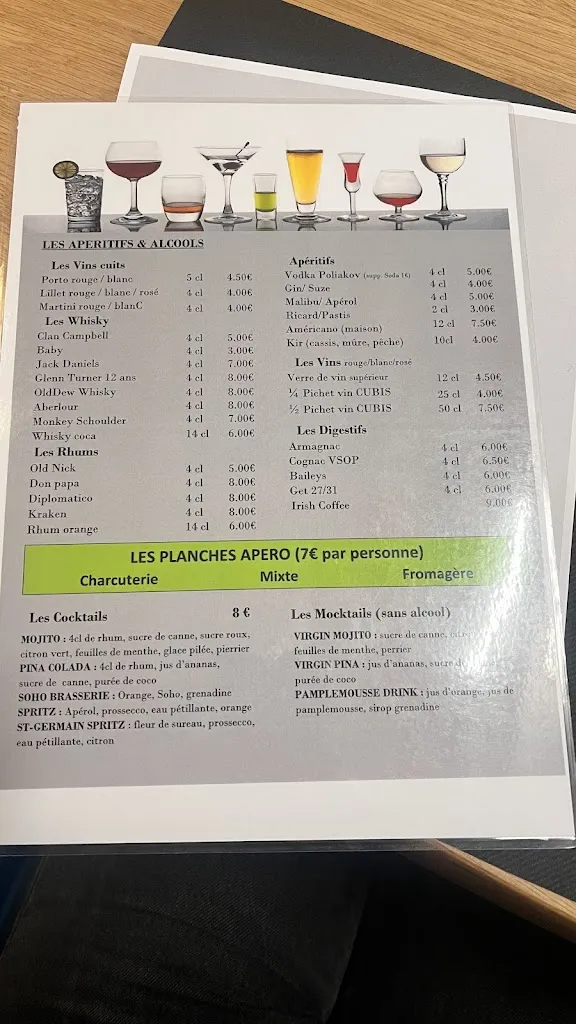 LES APERITIFS & ALCOOLS
Les Vins cuits
Porto rouge / blanc 5 cl 4.50€
Lillet rouge / blanc / rosé 4 cl 4.00€
Martini rouge / blanC 4 cl 4.00€
Les Whisky
Clan Campbell 4 cl 5.00€
Baby 4 cl 3.00€
Jack Daniels 4 cl 7.00€
Glenn Turner 12 ans 4 cl 8.00€
OldDew Whisky 4 cl 8.00€
Aberlour 4 cl 8.00€
Monkey Schoulder 4 cl 7.00€
Whisky coca 14 cl 6.00€
Les Rhums
Old Nick 4 cl 5.00€
Don papa 4 cl 8.00€
Diplomatico 4 cl 8.00€
Kraken 4 cl 8.00€
Rhum orange 14 cl 6.00€
Apéritifs
Vodka Poliakov (supp. Soda 1€) 4 cl 5.00€
Gin/ Suze 4 cl 4.00€
Malibu/ Apérol 4 cl 5.00€
Ricard/Pastis 2 cl 3.00€
Américano (maison) 12 cl 7.50€
Kir (cassis, mûre, pêche) 10cl 4.00€
Les Vins rouge/blanc/rosé
Verre de vin supérieur 12 cl 4.50€
¼ Pichet vin CUBIS 25 cl 4.00€
½ Pichet vin CUBIS 50 cl 7.50€
Les Digestifs
Armagnac 4 cl 6.00€
Cognac VSOP 4 cl 6.50€
Baileys 4 cl 6.00€
Get 27/31 4 cl 6.00€
Irish Coffee 9.00€
LES PLANCHES APERO (7€ par personne)
Charcuterie Mixte Fromagère
Les Cocktails 8 €
MOJITO : 4cl de rhum, sucre de canne, sucre roux,
citron vert, feuilles de menthe, glace pilée, pierrier
PINA COLADA : 4cl de rhum, jus d'ananas,
sucre de canne, purée de coco
SOHO BRASSERIE : Orange, Soho, grenadine
SPRITZ : Apérol, prossecco, eau pétillante, orange
ST-GERMAIN SPRITZ : fleur de sureau, prossecco,
eau pétillante, citron
Les Mocktails (sans alcool)
VIRGIN MOJITO : sucre de canne,
feuilles de menthe, perrier
VIRGIN PINA : jus d'ananas, sucre de
purée de coco
PAMPLEMOUSSE DRINK : jus d'orange, jus de
pamplemousse, sirop grenadine